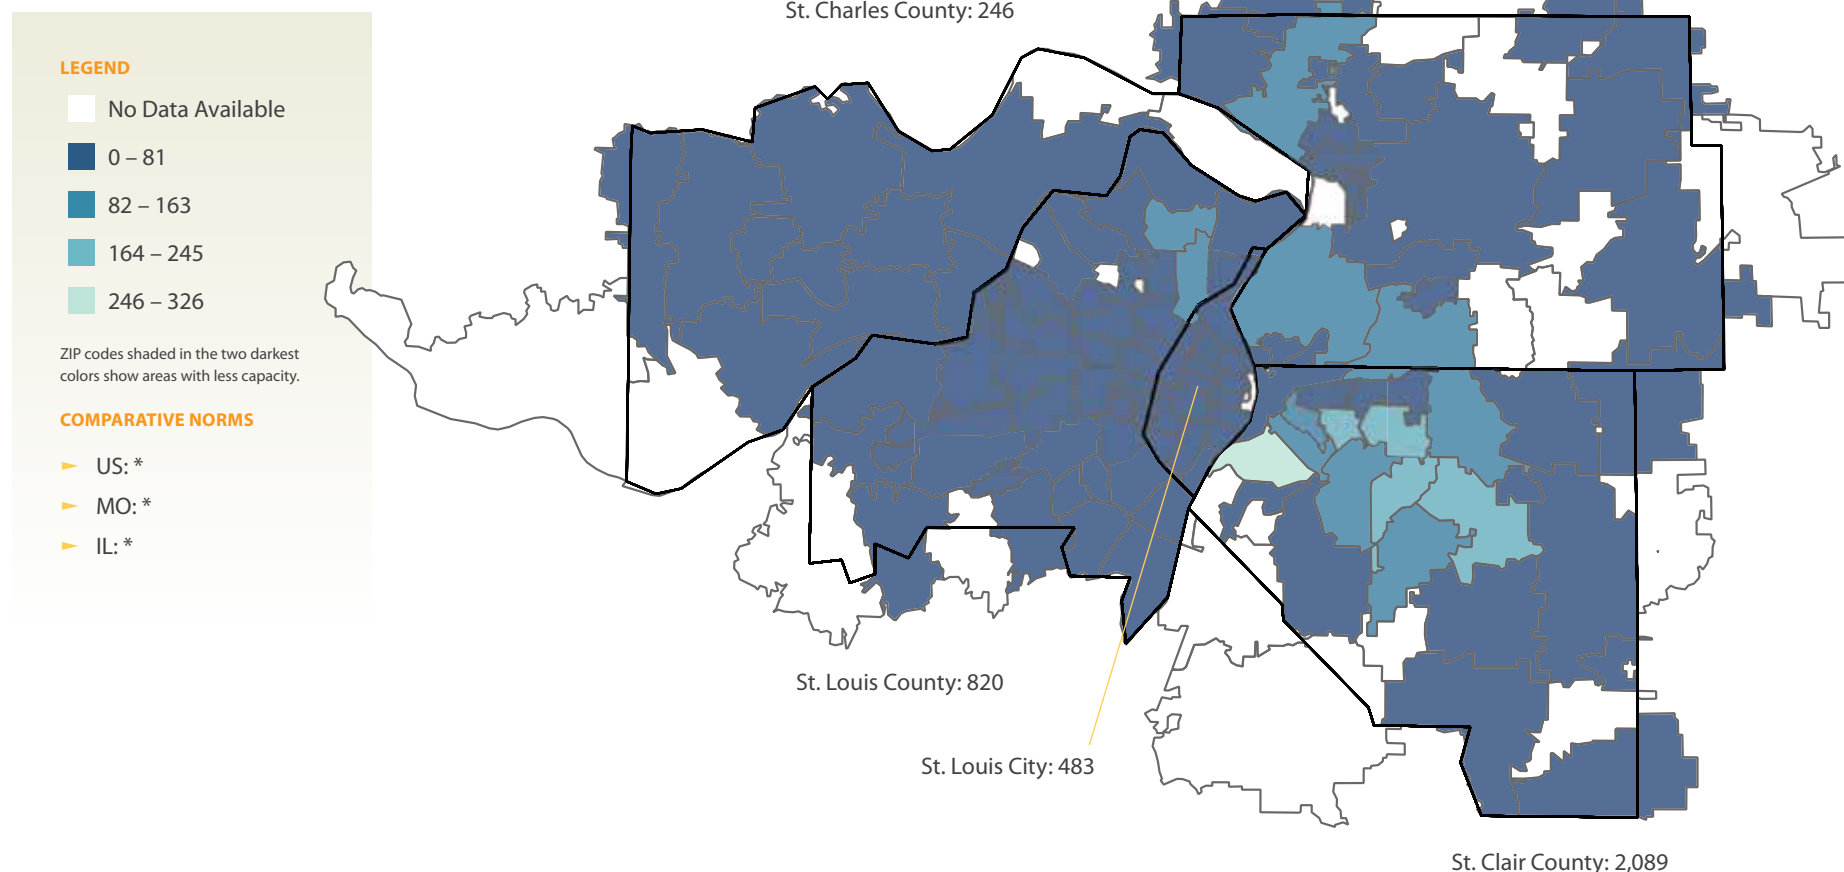 St. Charles County: 246
LEGEND
No Data Available
0 – 81
82 – 163
164 – 245
246 – 326
ZIP codes shaded in the two darkest
colors show areas with less capacity.
COMPARATIVE NORMS
US: *
MO: *
IL: *
St. Louis County: 820
St. Louis City: 483
St. Clair County: 2,089